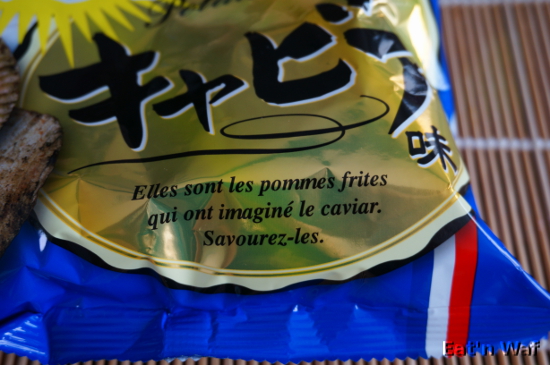 キャビア
味
Elles sont les pommes frites
qui ont imaginé le caviar.
Savourez-les.
Eat'n Waf